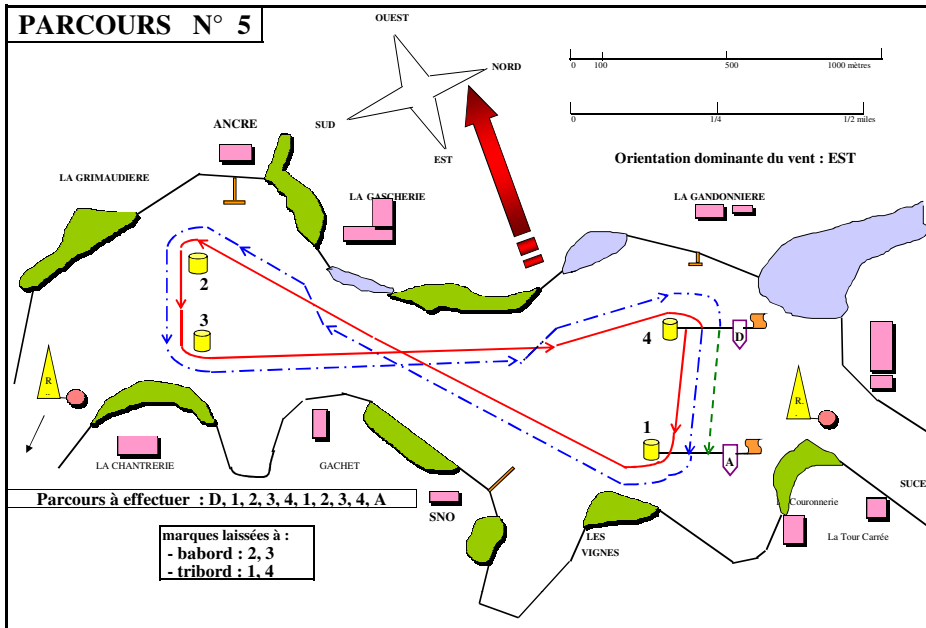 PARCOURS N° 5
OUEST
NORD
SUD
EST
0 100 500 1000 mètres
0 1/4 1/2 miles
Orientation dominante du vent : EST
ANCRE
LA GRIMAUDIERE
LA GASCHERIE
LA GANDONNIERE
2
3
4
D
R
..
R.
.
1
A
LA CHANTRERIE
GACHET
SUCE
Parcours à effectuer : D, 1, 2, 3, 4, 1, 2, 3, 4, A
SNO
Couronnerie
La Tour Carrée
LES
VIGNES
marques laissées à :
- babord : 2, 3
- tribord : 1, 4